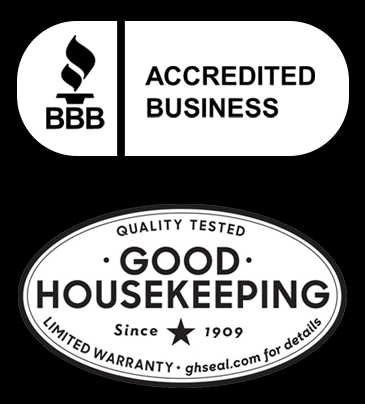 BBB
ACCREDITED
BUSINESS
QUALITY TESTED
· GOOD ·
HOUSEKEEPING
Since ★ 1909
LIMITED WARRANTY · ghseal.com for details